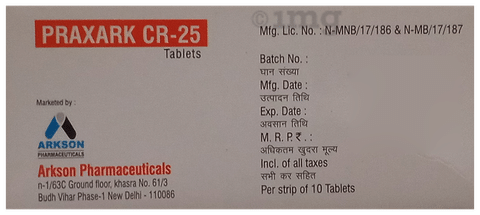 PRAXARK CR-25
Tablets
Marketed by :
ARKSON
PHARMACEUTICALS
Arkson Pharmaceuticals
n-1/63C Ground floor, khasra No. 61/3
Budh Vihar Phase-1 New Delhi - 110086
1mg
Mfg. Lic. No. : N-MNB/17/186 & N-MB/17/187
Batch No. :
घान संख्या
Mfg. Date :
उत्पादन तिथि
Exp. Date :
अवसान तिथि
M. R. P. ₹ . :
अधिकतम खुदरा मूल्य
Incl. of all taxes
सभी कर सहित
Per strip of 10 Tablets